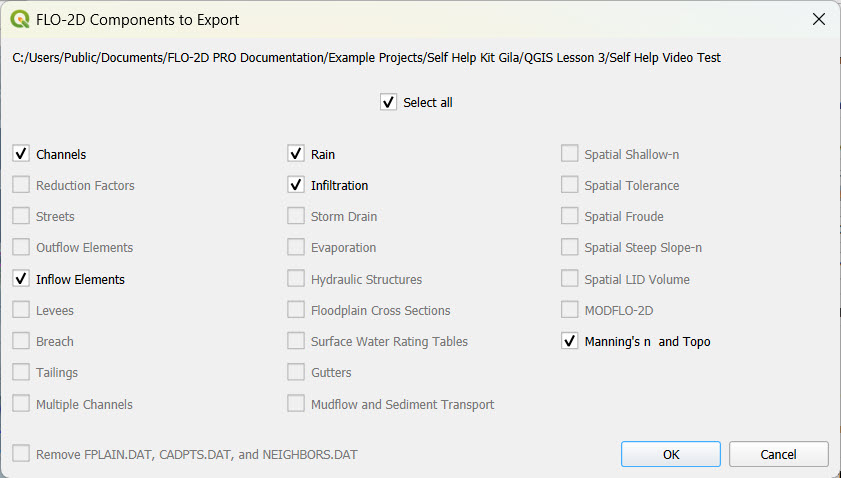 FLO-2D Components to Export
C:/Users/Public/Documents/FLO-2D PRO Documentation/Example Projects/Self Help Kit Gila/QGIS Lesson 3/Self Help Video Test
Select all
Channels
Rain
Spatial Shallow-n
Reduction Factors
Infiltration
Spatial Tolerance
Streets
Storm Drain
Spatial Froude
Outflow Elements
Evaporation
Spatial Steep Slope-n
Inflow Elements
Hydraulic Structures
Spatial LID Volume
Levees
Floodplain Cross Sections
MODFLO-2D
Breach
Surface Water Rating Tables
Manning's n and Topo
Tailings
Gutters
Multiple Channels
Mudflow and Sediment Transport
Remove FPLAIN.DAT, CADPTS.DAT, and NEIGHBORS.DAT
OK
Cancel